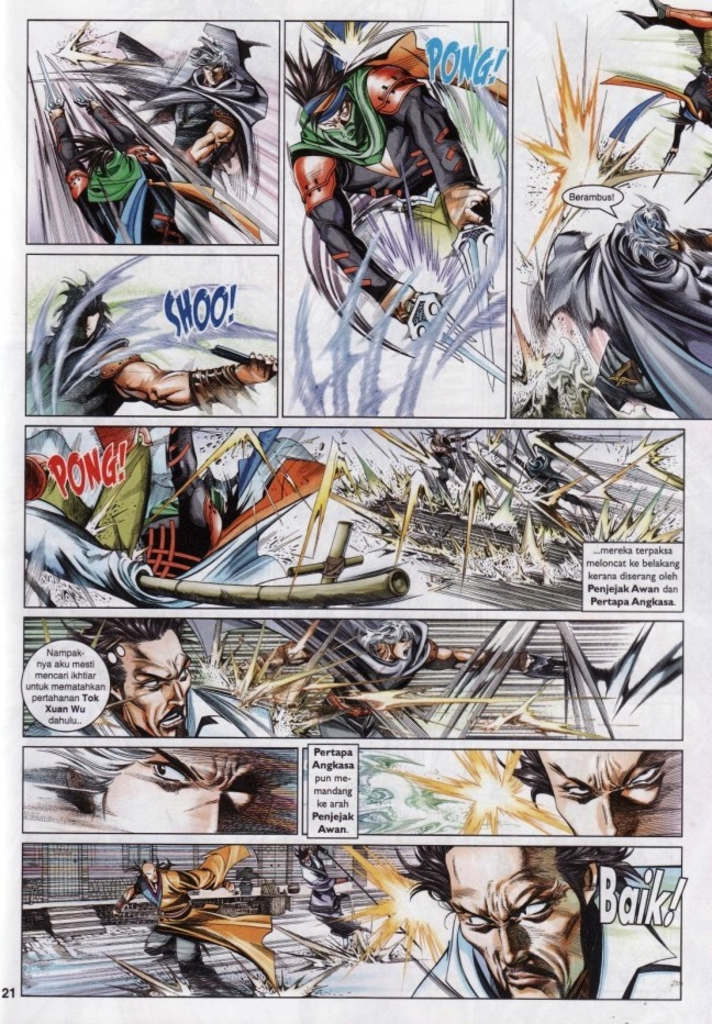 PONG!
Berambus!
SHOO!
PONG!
...mereka terpaksa
meloncat ke belakang
kerana diserang oleh
Penjejak Awan dan
Pertapa Angkasa.
Nampak-
nya aku mesti
mencari ikhtiar
untuk mematahkan
pertahanan Tok
Xuan Wu
dahulu..
Pertapa
Angkasa
pun me-
mandang
ke arah
Penjejak
Awan.
Baik!
21